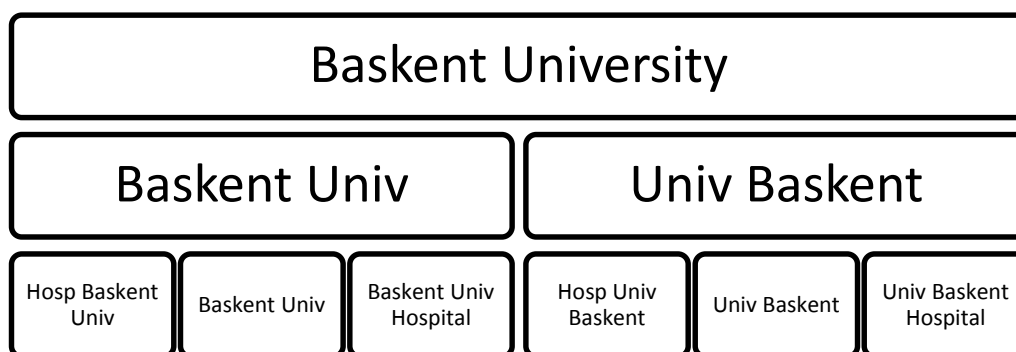 Baskent University
Baskent Univ
Univ Baskent
Hosp Baskent
Univ
Baskent Univ
Baskent Univ
Hospital
Hosp Univ
Baskent
Univ Baskent
Univ Baskent
Hospital